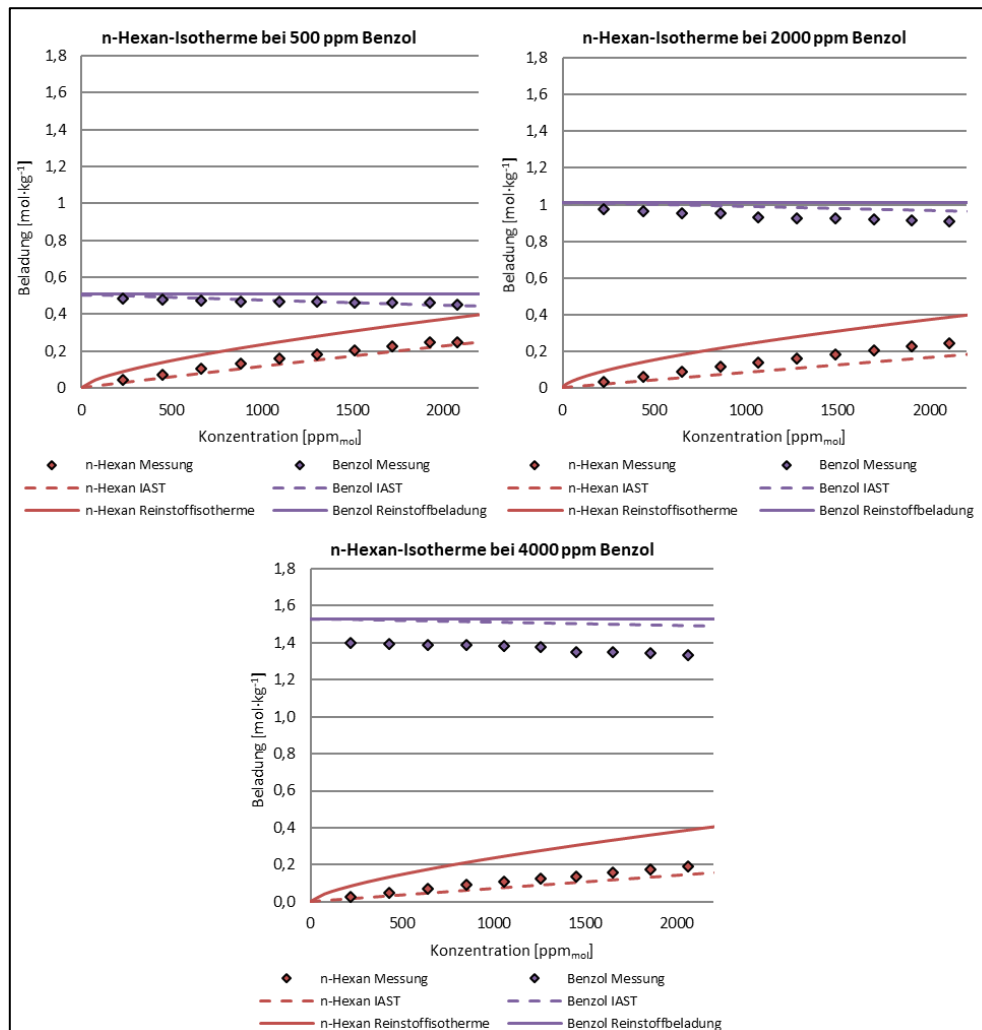 n-Hexan-Isotherme bei 500 ppm Benzol
1,8
1,6
1,4
1,2
1
0,8
0,6
0,4
0,2
0
Beladung [mol·kg⁻¹]
0 500 1000 1500 2000
Konzentration [ppmmol]
n-Hexan Messung Benzol Messung
n-Hexan IAST Benzol IAST
n-Hexan Reinstoffisotherme Benzol Reinstoffbeladung
n-Hexan-Isotherme bei 2000 ppm Benzol
1,8
1,6
1,4
1,2
1
0,8
0,6
0,4
0,2
0
Beladung [mol·kg⁻¹]
0 500 1000 1500 2000
Konzentration [ppmmol]
n-Hexan Messung Benzol Messung
n-Hexan IAST Benzol IAST
n-Hexan Reinstoffisotherme Benzol Reinstoffbeladung
n-Hexan-Isotherme bei 4000 ppm Benzol
1,8
1,6
1,4
1,2
1,0
0,8
0,6
0,4
0,2
0,0
Beladung [mol·kg⁻¹]
0 500 1000 1500 2000
Konzentration [ppmmol]
n-Hexan Messung Benzol Messung
n-Hexan IAST Benzol IAST
n-Hexan Reinstoffisotherme Benzol Reinstoffbeladung